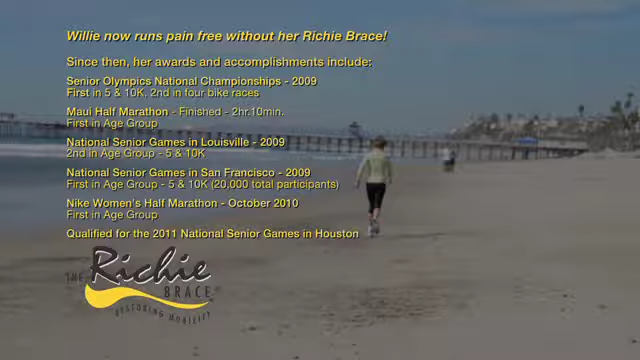 Willie now runs pain free without her Richie Brace!
Since then, her awards and accomplishments include:
Senior Olympics National Championships - 2009
First in 5 & 10K, 2nd in four bike races
Maui Half Marathon - Finished - 2hr.10min.
First in Age Group
National Senior Games in Louisville - 2009
2nd in Age Group - 5 & 10K
National Senior Games in San Francisco - 2009
First in Age Group - 5 & 10K (20,000 total participants)
Nike Women's Half Marathon - October 2010
First in Age Group
Qualified for the 2011 National Senior Games in Houston
THE Richie
BRACE®
RESTORING MOBILITY